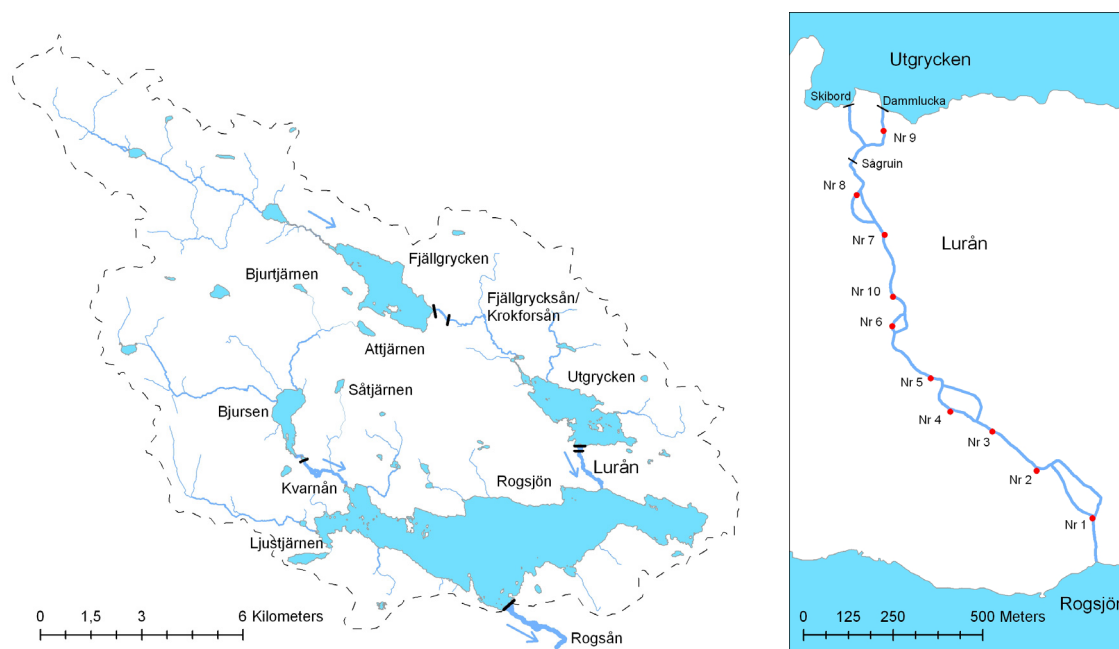 Fjällgrycken
Bjurtjärnen
Fjällgrycksån/
Krokforsån
Attjärnen
Utgrycken
Såtjärnen
Bjursen
Lurån
Rogsjön
Kvarnån
Ljustjärnen
0 1,5 3 6 Kilometers
Rogsån
Utgrycken
Skibord
Dammlucka
Nr 9
Sågruin
Nr 8
Nr 7
Lurån
Nr 10
Nr 6
Nr 5
Nr 4
Nr 3
Nr 2
Nr 1
Rogsjön
0 125 250 500 Meters